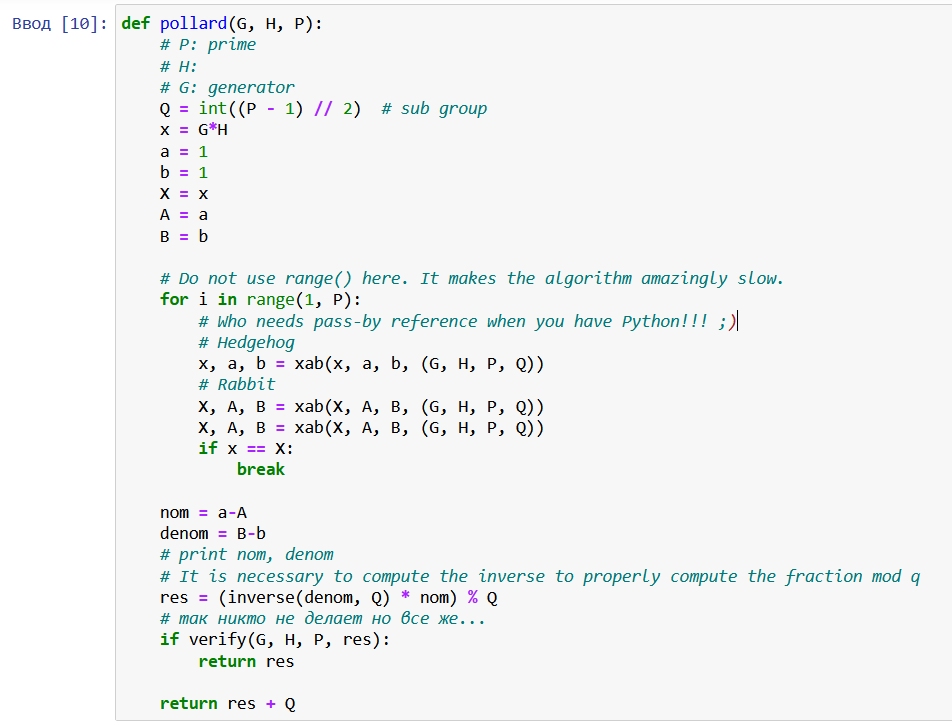 Ввод [10]: def pollard(G, H, P):
    # P: prime
    # H:
    # G: generator
    Q = int((P - 1) // 2)  # sub group
    x = G*H
    a = 1
    b = 1
    X = x
    A = a
    B = b

    # Do not use range() here. It makes the algorithm amazingly slow.
    for i in range(1, P):
        # Who needs pass-by reference when you have Python!!! ;)
        # Hedgehog
        x, a, b = xab(x, a, b, (G, H, P, Q))
        # Rabbit
        X, A, B = xab(X, A, B, (G, H, P, Q))
        X, A, B = xab(X, A, B, (G, H, P, Q))
        if x == X:
            break

    nom = a-A
    denom = B-b
    # print nom, denom
    # It is necessary to compute the inverse to properly compute the fraction mod q
    res = (inverse(denom, Q) * nom) % Q
    # так никто не делает но все же...
    if verify(G, H, P, res):
        return res

    return res + Q